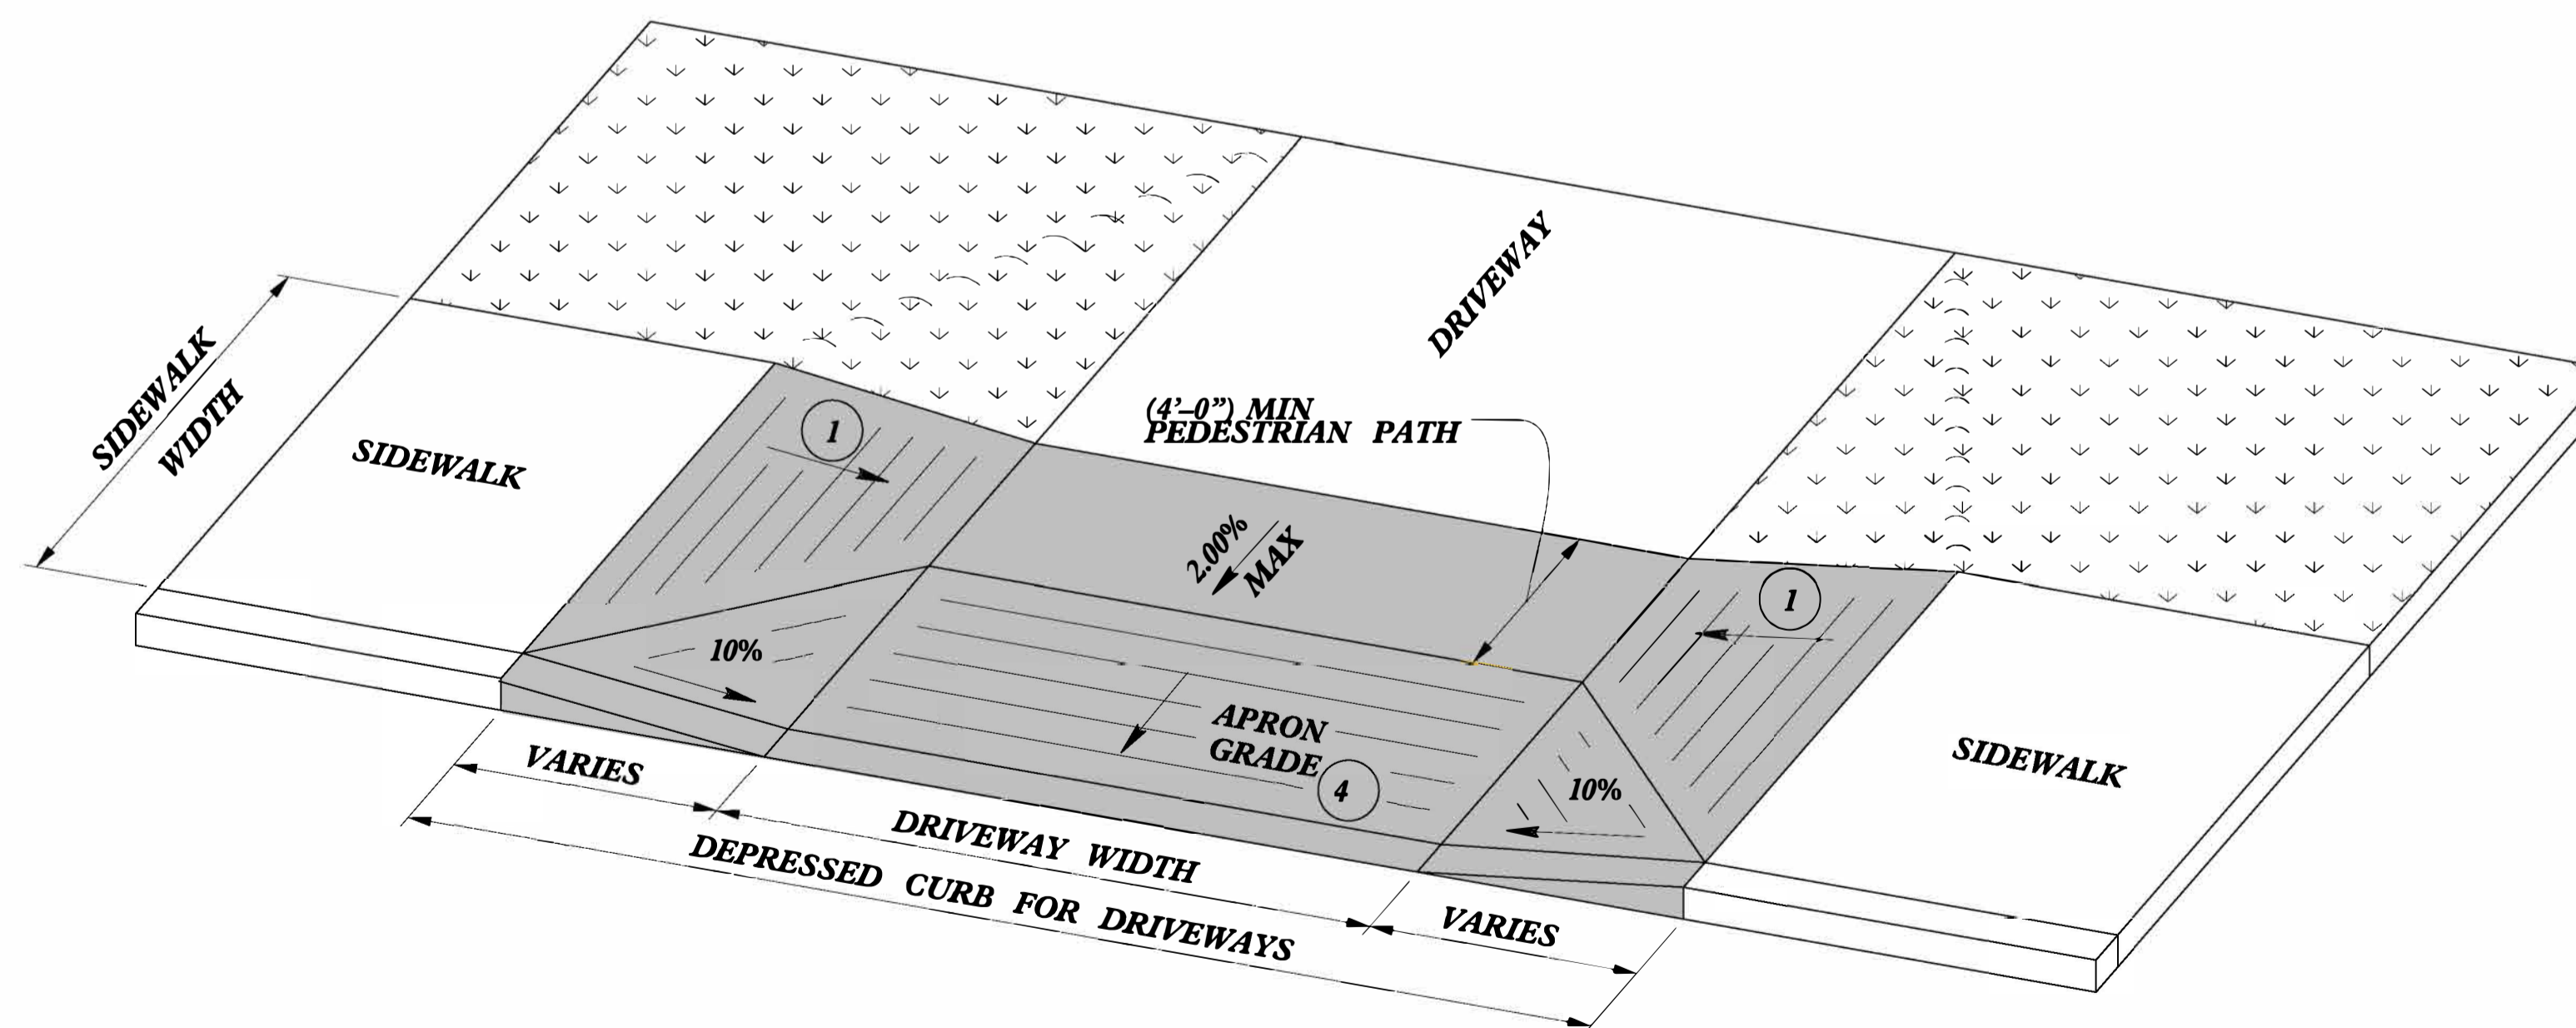 DRIVEWAY
SIDEWALK
WIDTH
SIDEWALK
1
(4'–0") MIN
PEDESTRIAN PATH
2.00%
MAX
1
10%
APRON
GRADE
4
10%
SIDEWALK
VARIES
DRIVEWAY WIDTH
VARIES
DEPRESSED CURB FOR DRIVEWAYS